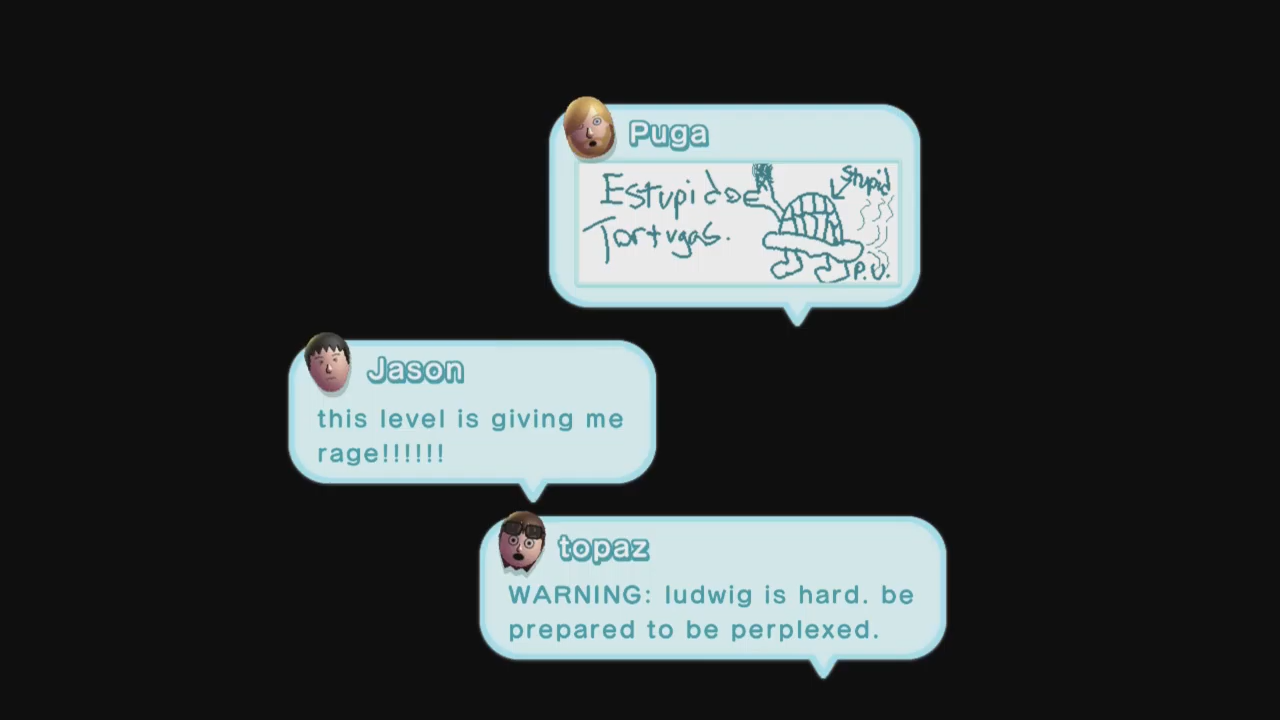 Puga
Estupidos
Tortugas.
Stupid
P.U.
Jason
this level is giving me
rage!!!!!!
topaz
WARNING: ludwig is hard. be
prepared to be perplexed.